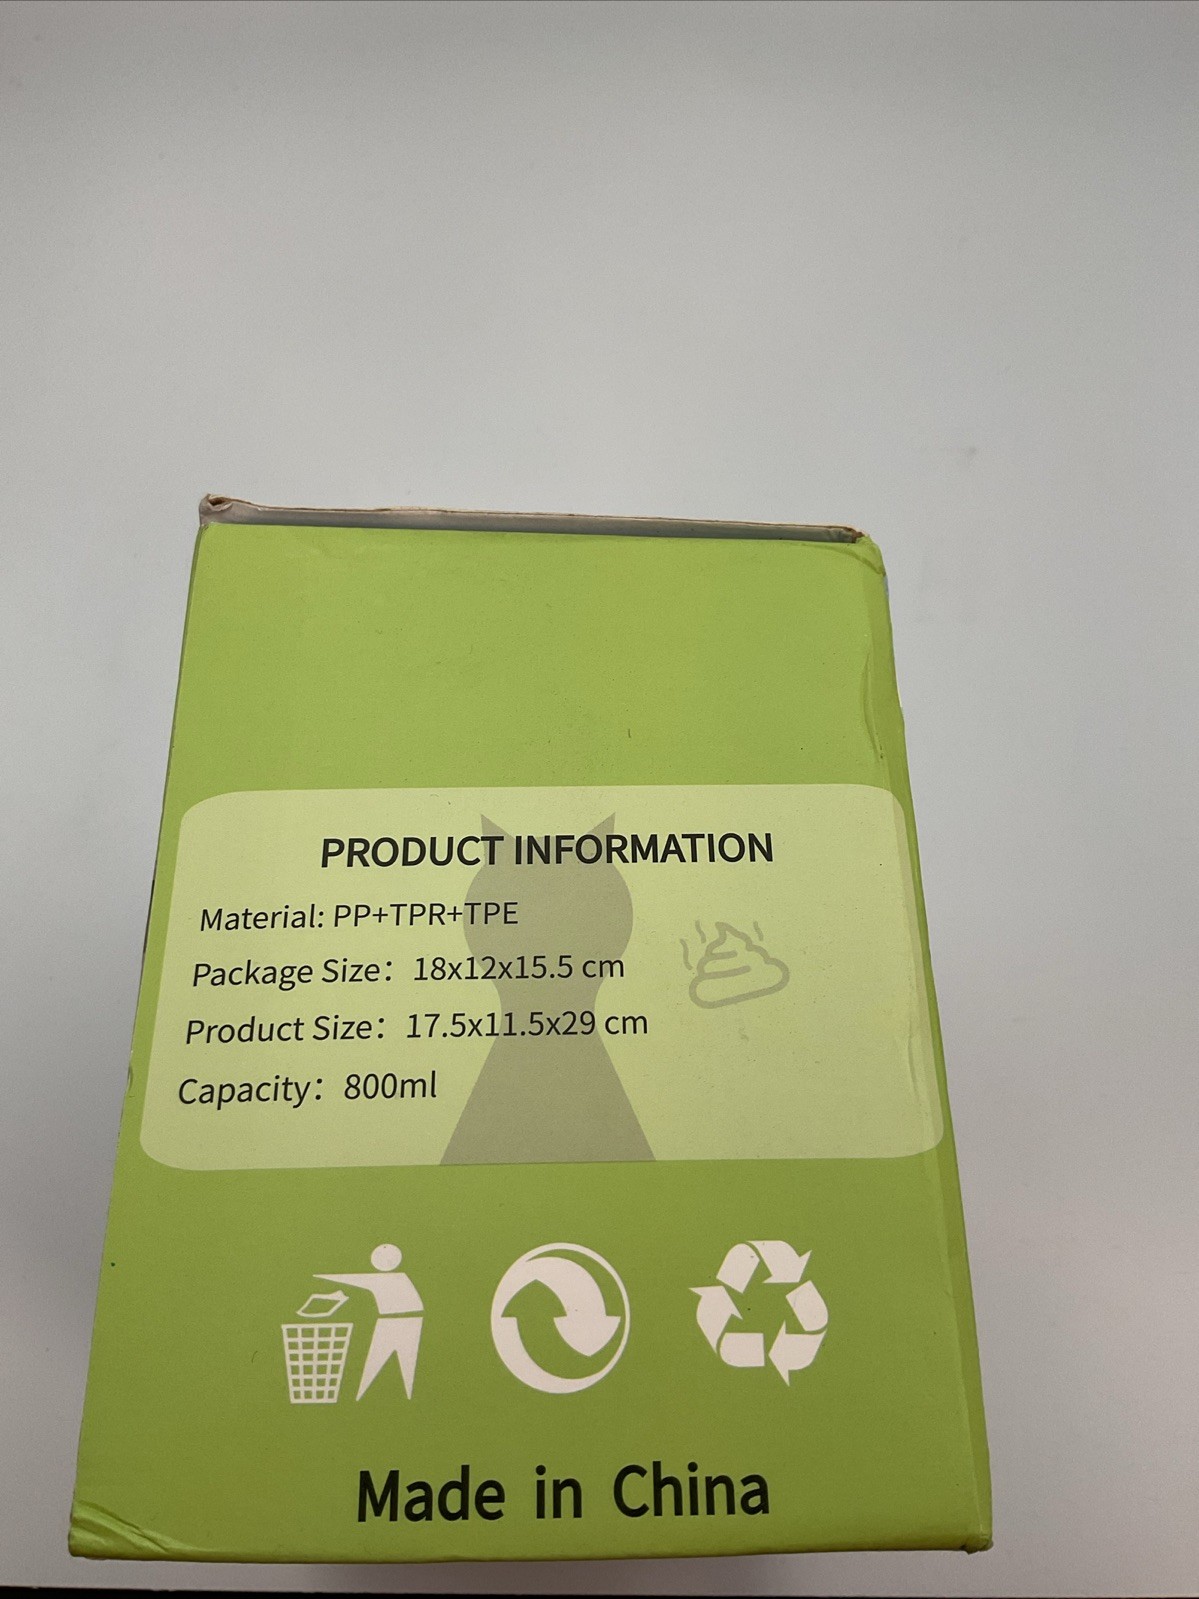 PRODUCT INFORMATION
Material: PP+TPR+TPE
Package Size：18x12x15.5 cm
Product Size：17.5x11.5x29 cm
Capacity：800ml
Made in China